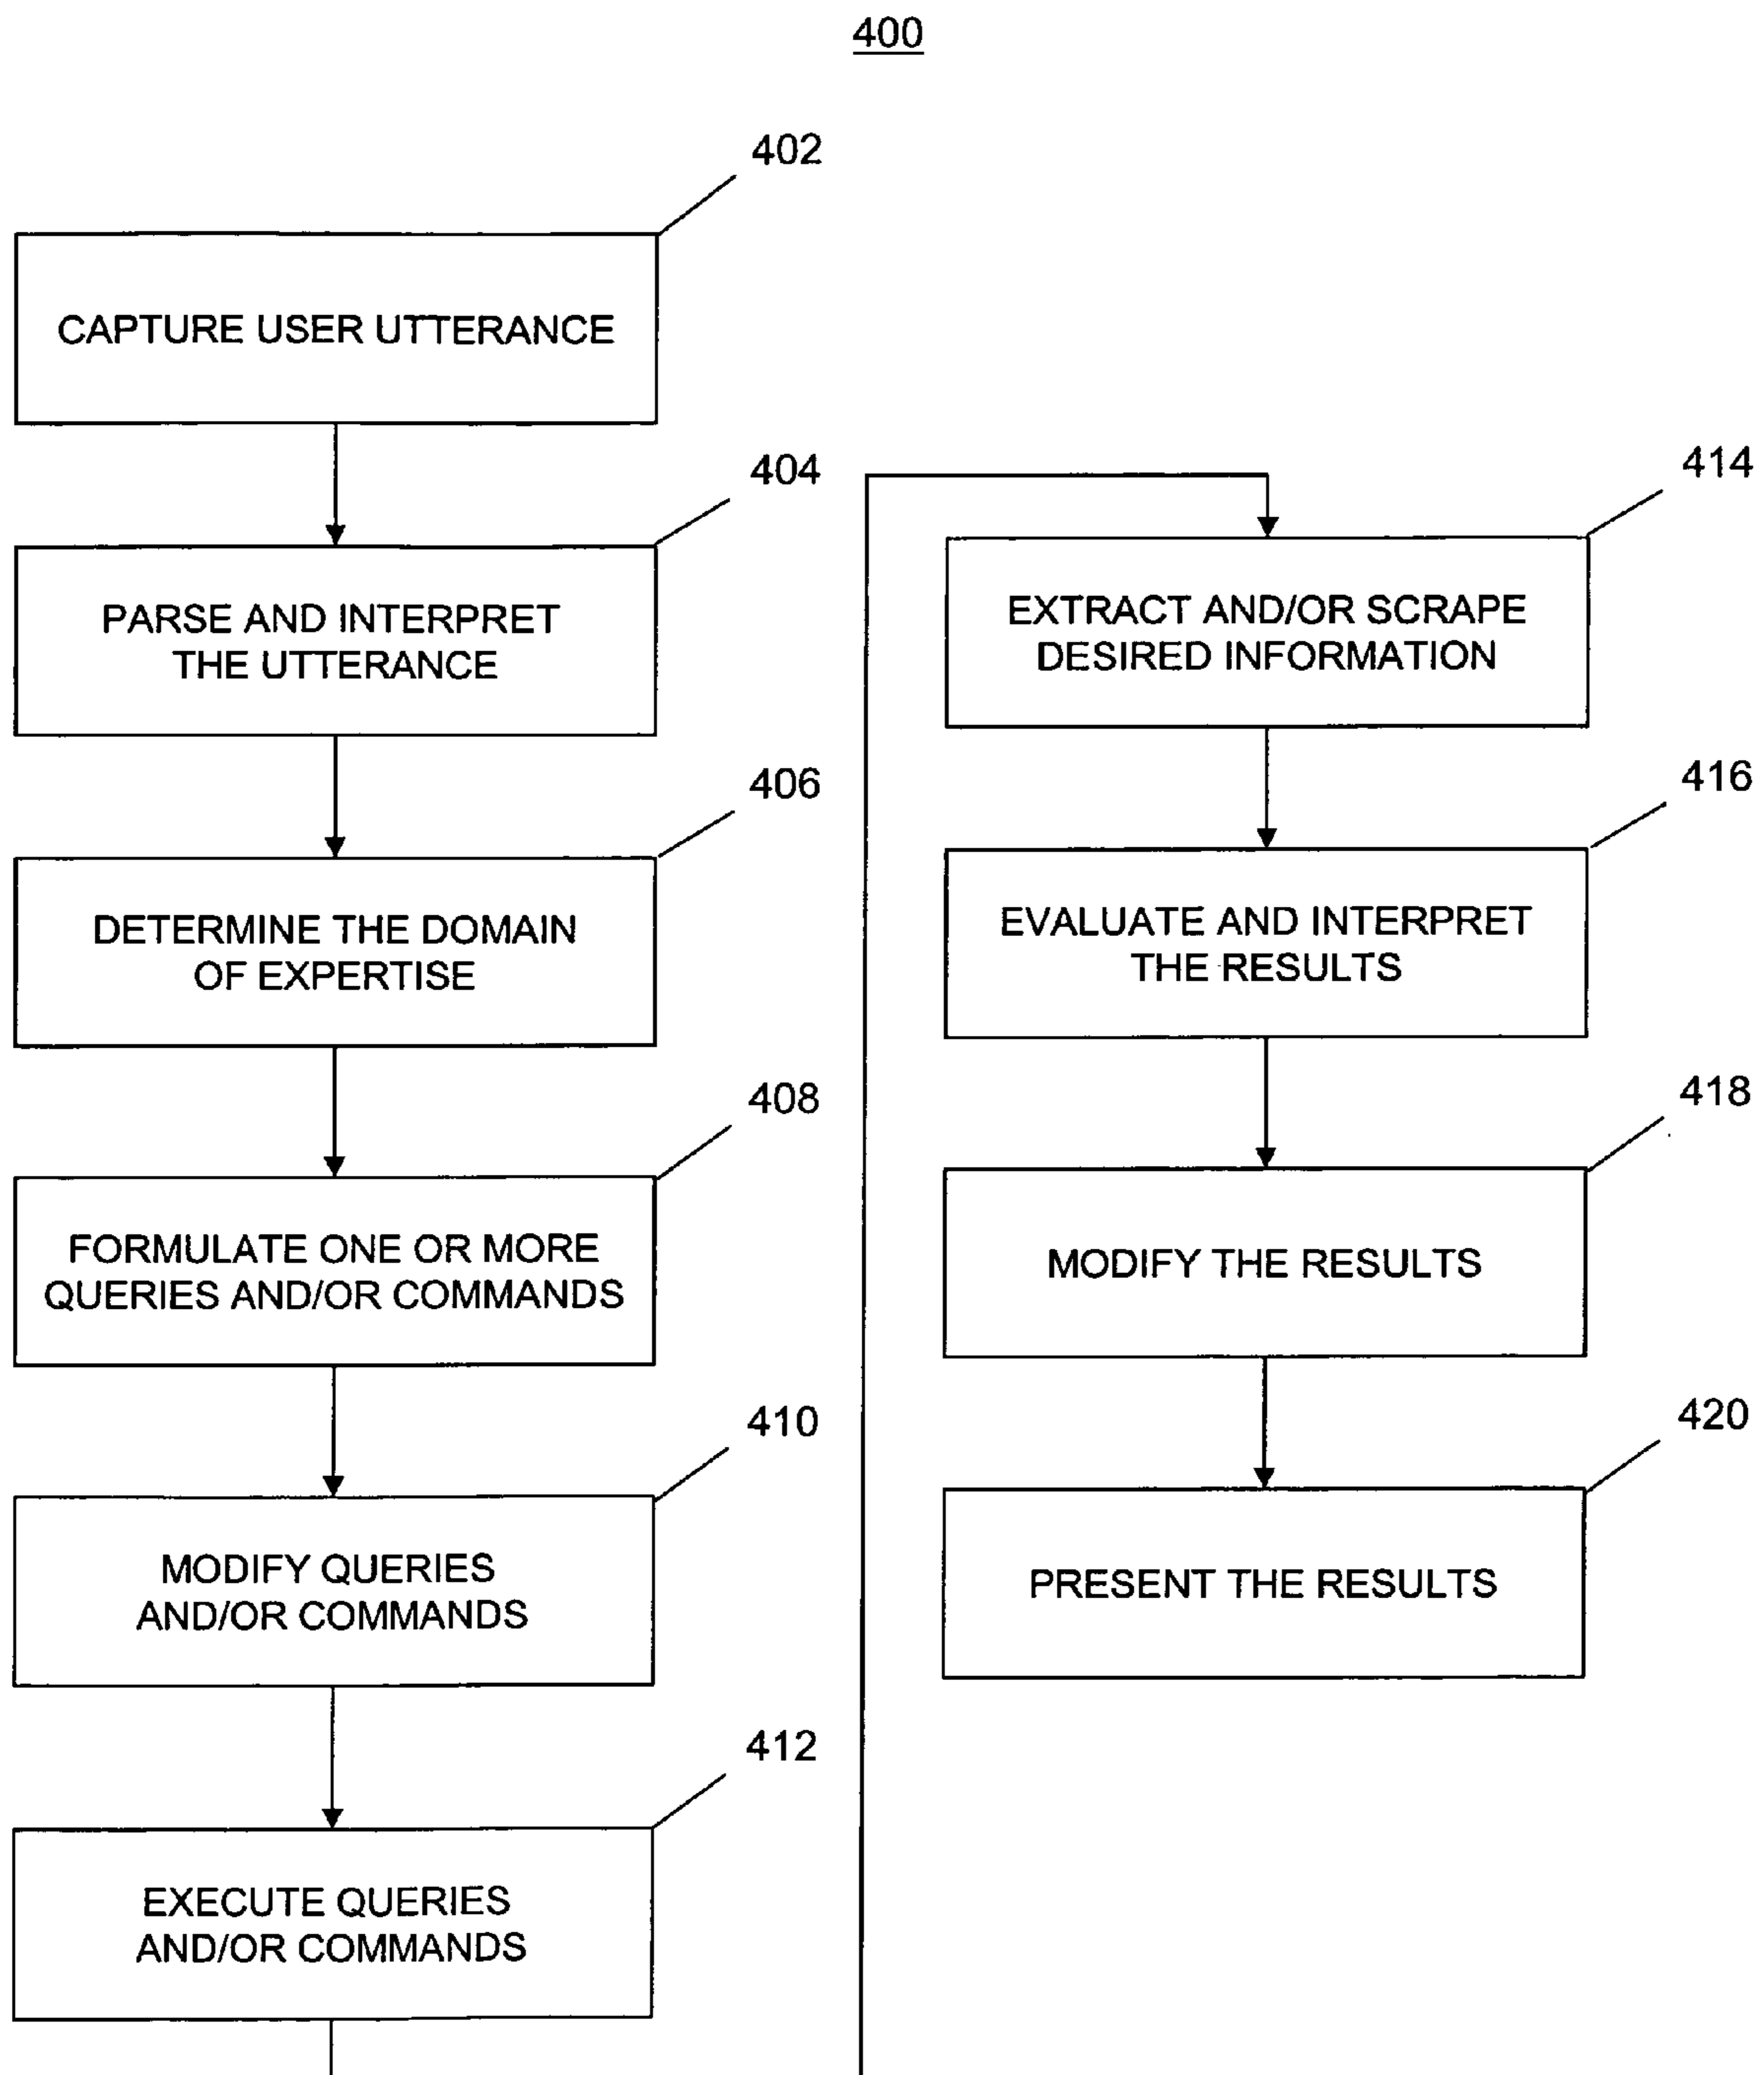 400
402
CAPTURE USER UTTERANCE
404
PARSE AND INTERPRET
THE UTTERANCE
406
DETERMINE THE DOMAIN
OF EXPERTISE
408
FORMULATE ONE OR MORE
QUERIES AND/OR COMMANDS
410
MODIFY QUERIES
AND/OR COMMANDS
412
EXECUTE QUERIES
AND/OR COMMANDS
414
EXTRACT AND/OR SCRAPE
DESIRED INFORMATION
416
EVALUATE AND INTERPRET
THE RESULTS
418
MODIFY THE RESULTS
420
PRESENT THE RESULTS